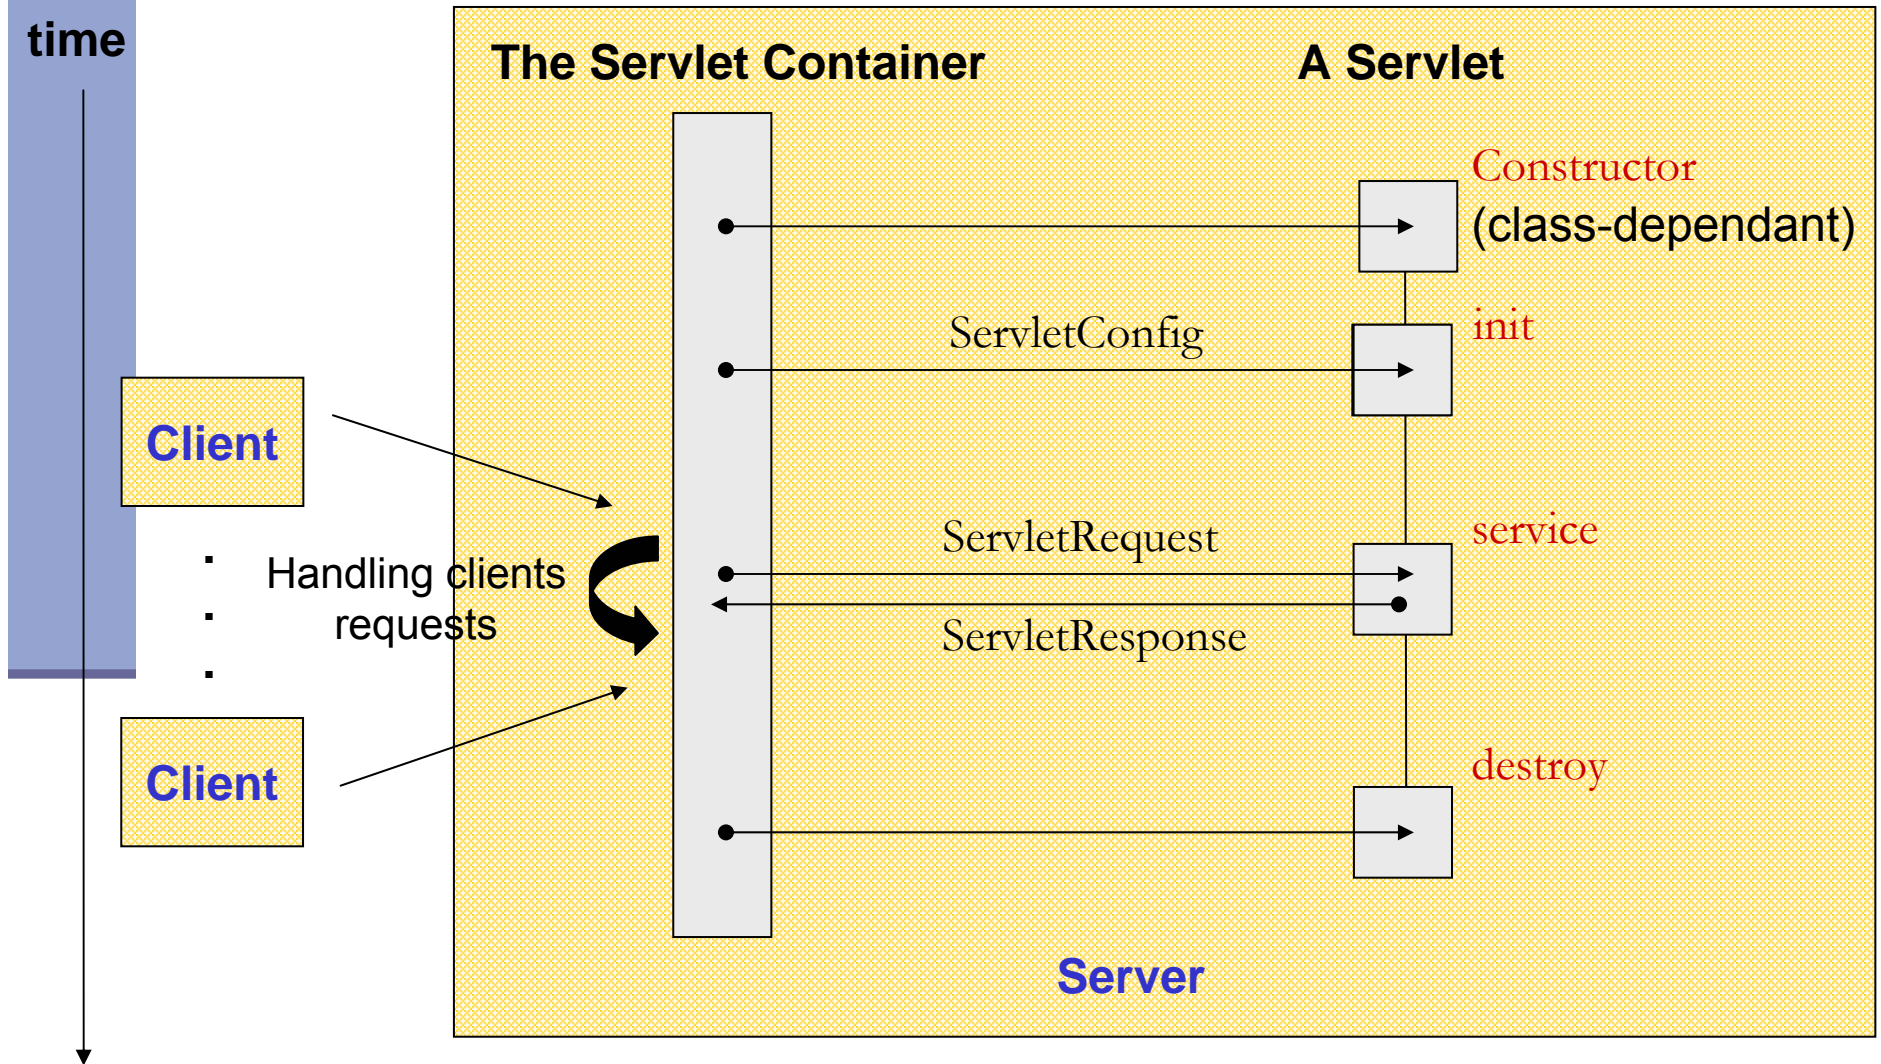 time
The Servlet Container
A Servlet
Constructor
(class-dependant)
ServletConfig
init
Client
Handling clients
requests
ServletRequest
service
ServletResponse
Client
destroy
Server